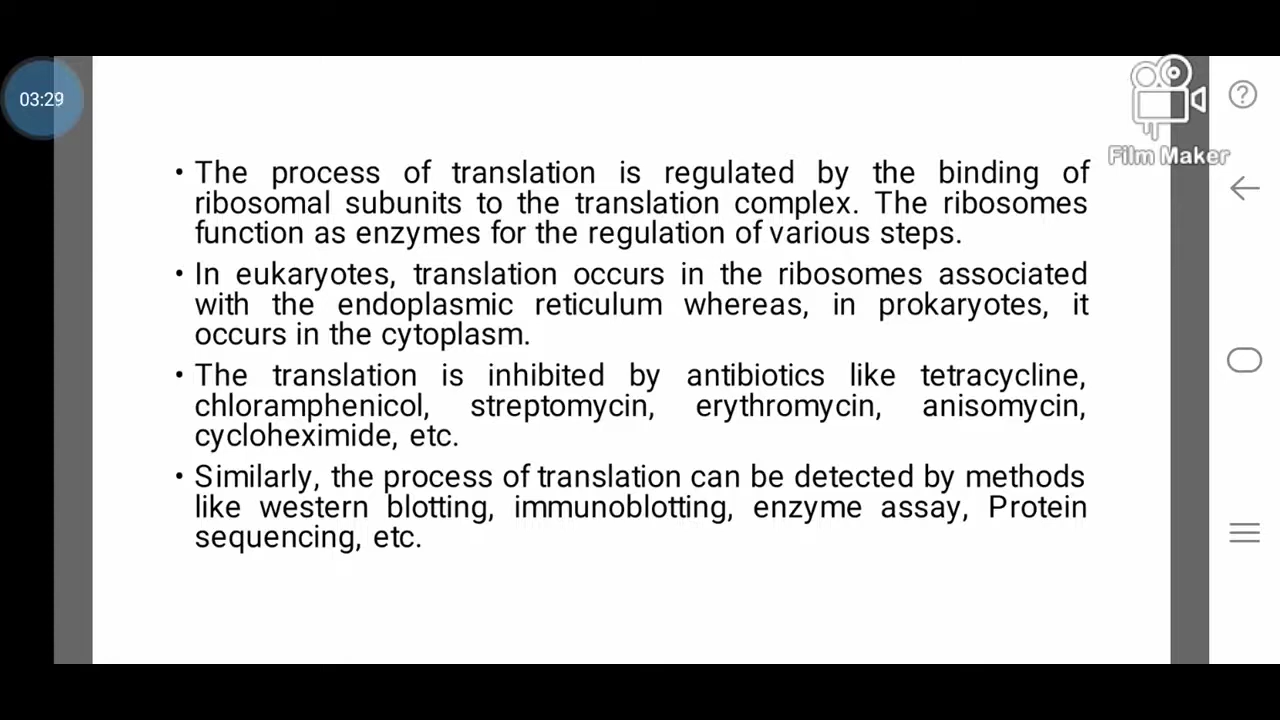 03:29
Film Maker
• The process of translation is regulated by the binding of
ribosomal subunits to the translation complex. The ribosomes
function as enzymes for the regulation of various steps.
• In eukaryotes, translation occurs in the ribosomes associated
with the endoplasmic reticulum whereas, in prokaryotes, it
occurs in the cytoplasm.
• The translation is inhibited by antibiotics like tetracycline,
chloramphenicol, streptomycin, erythromycin, anisomycin,
cycloheximide, etc.
• Similarly, the process of translation can be detected by methods
like western blotting, immunoblotting, enzyme assay, Protein
sequencing, etc.